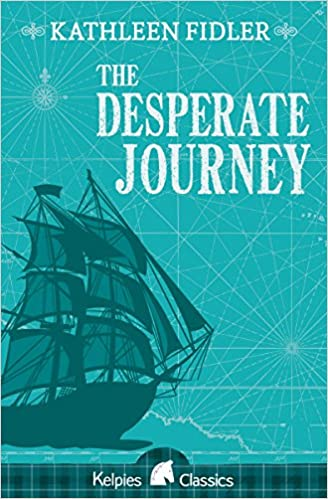 KATHLEEN FIDLER
THE
DESPERATE
JOURNEY
Kelpies Classics